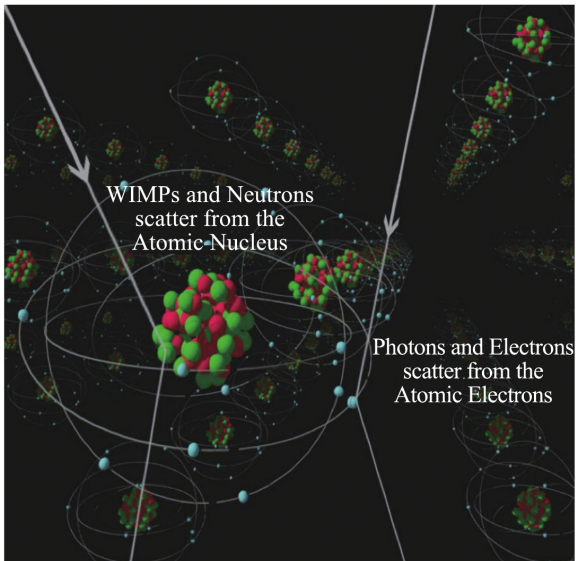 WIMPs and Neutrons
scatter from the
Atomic Nucleus
Photons and Electrons
scatter from the
Atomic Electrons